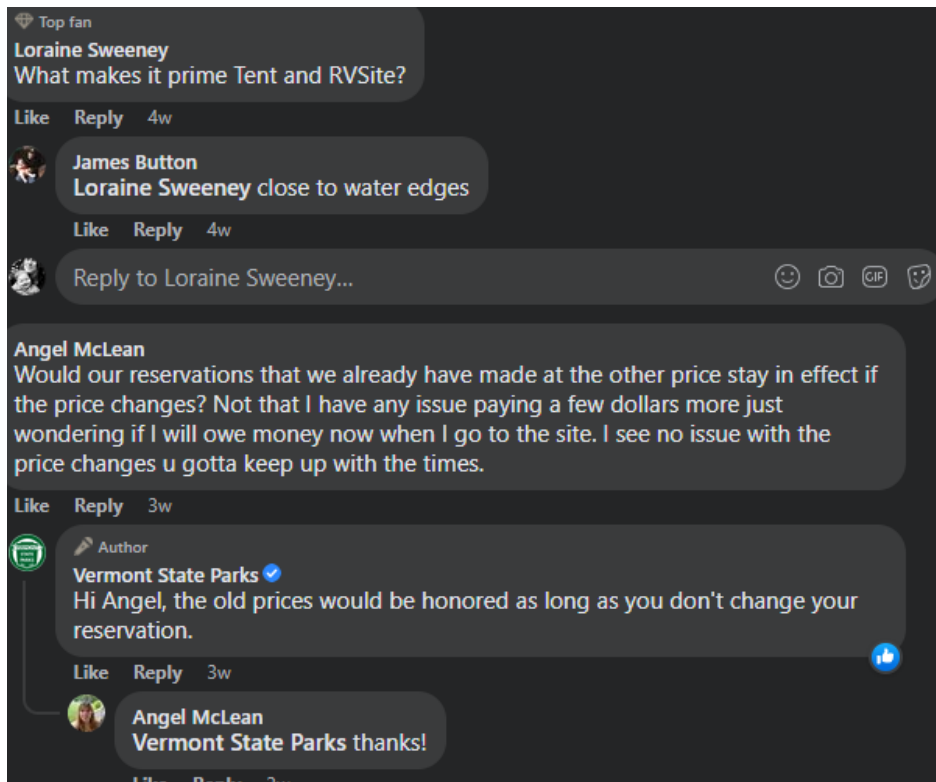 Top fan
Loraine Sweeney
What makes it prime Tent and RVSite?
Like Reply 4w
James Button
Loraine Sweeney close to water edges
Like Reply 4w
Reply to Loraine Sweeney...
GIF
Angel McLean
Would our reservations that we already have made at the other price stay in effect if
the price changes? Not that I have any issue paying a few dollars more just
wondering if I will owe money now when I go to the site. I see no issue with the
price changes u gotta keep up with the times.
Like Reply 3w
Author
Vermont State Parks
Hi Angel, the old prices would be honored as long as you don't change your
reservation.
Like Reply 3w
Angel McLean
Vermont State Parks thanks!
Like Reply